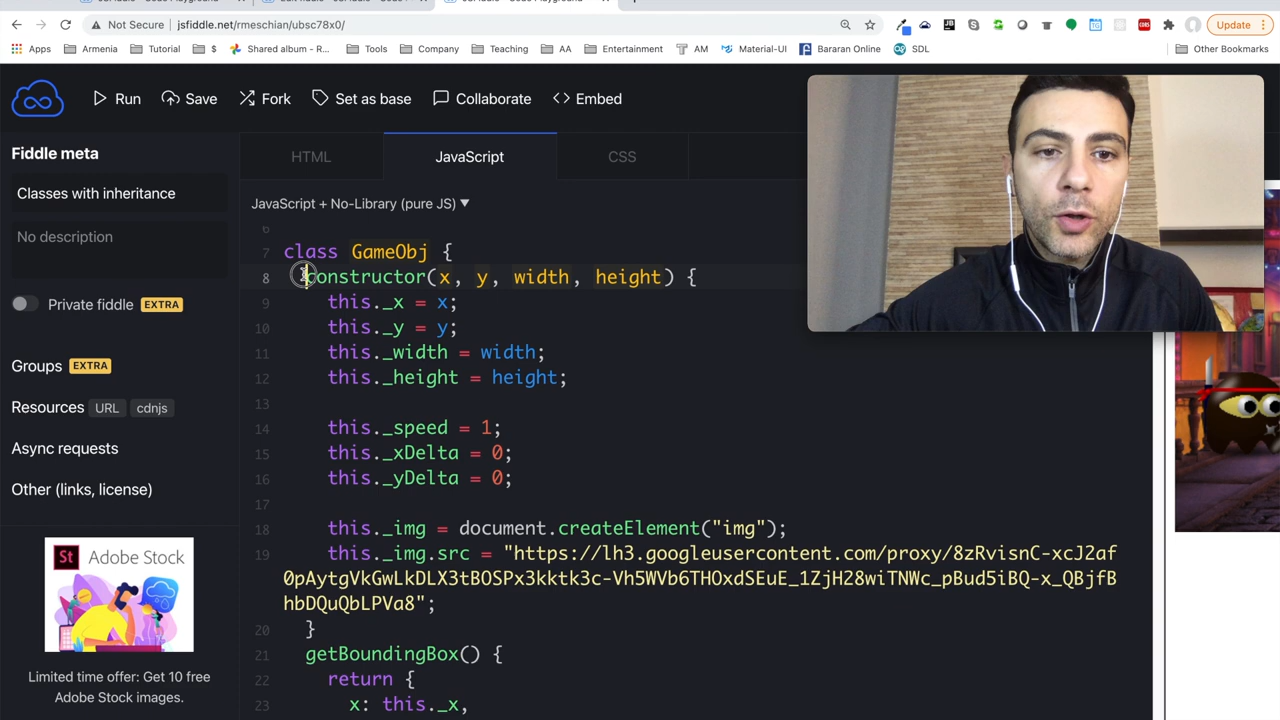 Not Secure | jsfiddle.net/rmeschian/ubsc78x0/
Update
Apps Armenia Tutorial $ Shared album - R... Tools Company Teaching AA Entertainment AM Material-UI Bararan Online SDL Other Bookmarks
Run Save Fork Set as base Collaborate Embed
Fiddle meta
Classes with inheritance
No description
Private fiddle EXTRA
Groups EXTRA
Resources URL cdnjs
Async requests
Other (links, license)
St Adobe Stock
Limited time offer: Get 10 free
Adobe Stock images.
HTML JavaScript CSS
JavaScript + No-Library (pure JS) ▼
6
7 class GameObj {
8 constructor(x, y, width, height) {
9 this._x = x;
10 this._y = y;
11 this._width = width;
12 this._height = height;
13
14 this._speed = 1;
15 this._xDelta = 0;
16 this._yDelta = 0;
17
18 this._img = document.createElement("img");
19 this._img.src = "https://lh3.googleusercontent.com/proxy/8zRvisnC-xcJ2af
0pAytgVkGwLkDLX3tBOSPx3kktk3c-Vh5WVb6THOxdSEuE_1ZjH28wiTNWc_pBud5iBQ-x_QBjfB
hbDQuQbLPVa8";
20 }
21 getBoundingBox() {
22 return {
23 x: this._x,